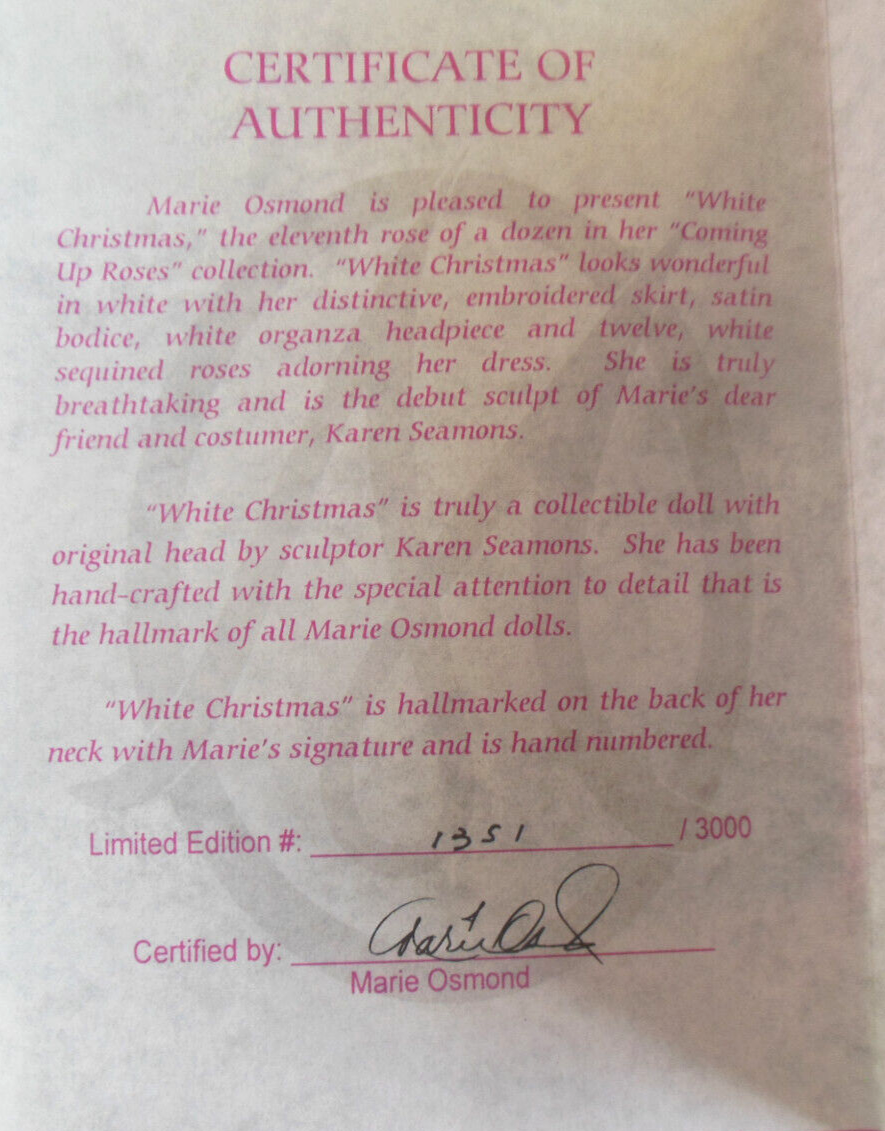 CERTIFICATE OF
AUTHENTICITY
Marie Osmond is pleased to present "White
Christmas," the eleventh rose of a dozen in her "Coming
Up Roses" collection. "White Christmas" looks wonderful
in white with her distinctive, embroidered skirt, satin
bodice, white organza headpiece and twelve, white
sequined roses adorning her dress. She is truly
breathtaking and is the debut sculpt of Marie's dear
friend and costumer, Karen Seamons.
"White Christmas" is truly a collectible doll with
original head by sculptor Karen Seamons. She has been
hand-crafted with the special attention to detail that is
the hallmark of all Marie Osmond dolls.
"White Christmas" is hallmarked on the back of her
neck with Marie's signature and is hand numbered.
Limited Edition #: 1351 / 3000
Certified by: Marie Osmond
Marie Osmond